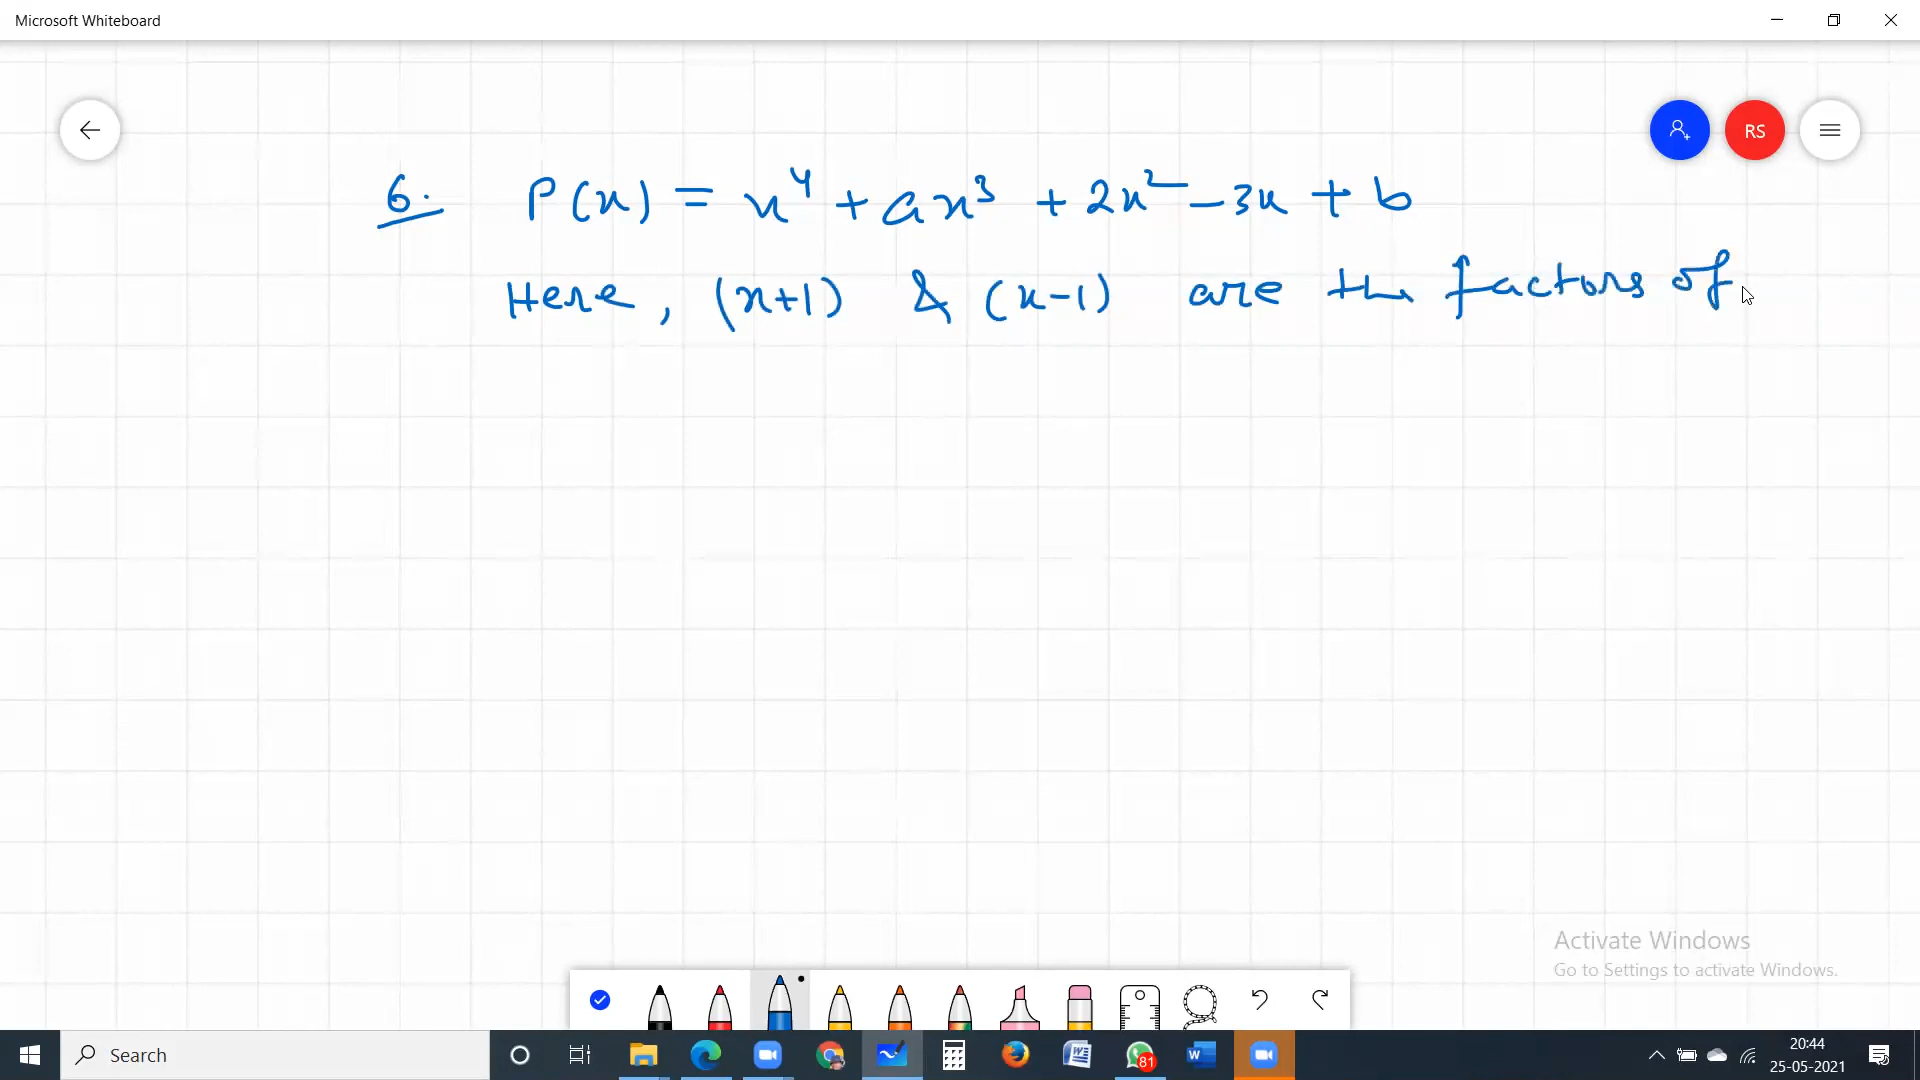 Microsoft Whiteboard
RS
6. P(x) = x⁴ + ax³ + 2x² - 3x + b
Here, (x+1) & (x-1) are the factors of
Activate Windows
Go to Settings to activate Windows.
Search
81
20:44
25-05-2021